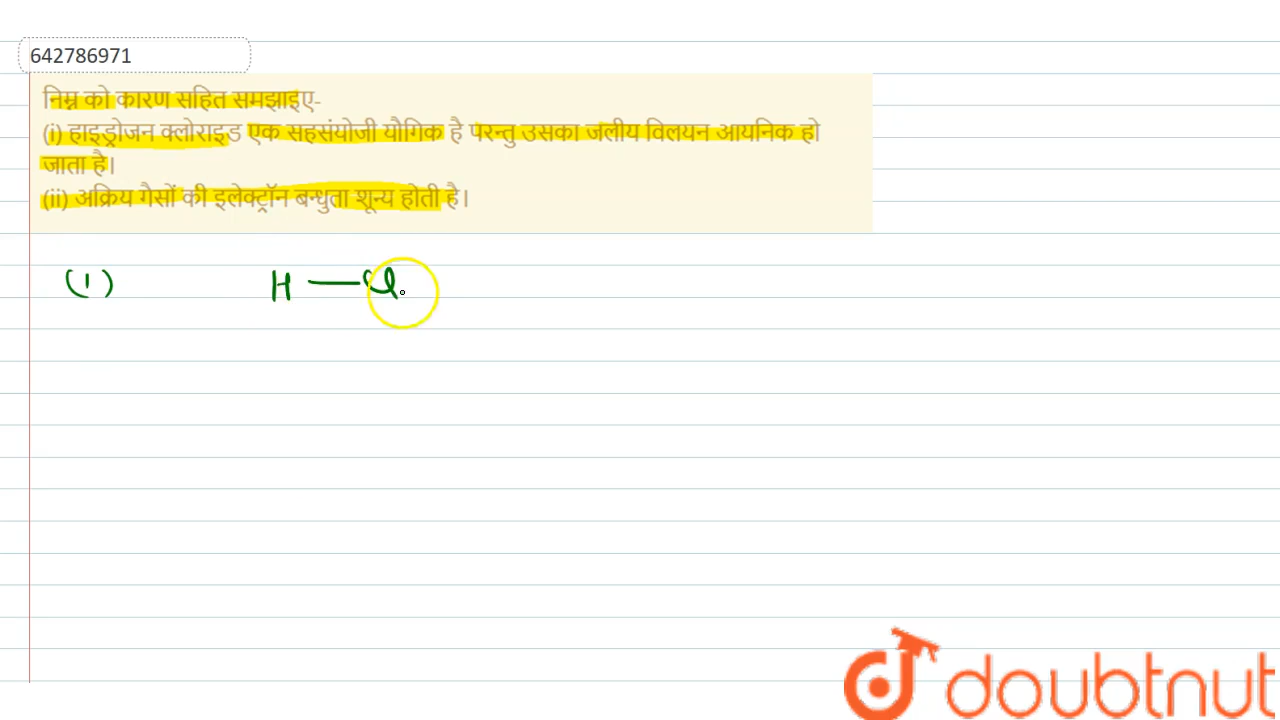 642786971
निम्न को कारण सहित समझाइए-
(i) हाइड्रोजन क्लोराइड एक सहसंयोजी यौगिक है परन्तु उसका जलीय विलयन आयनिक हो
जाता है।
(ii) अक्रिय गैसों की इलेक्ट्रॉन बन्धुता शून्य होती है।
(1) H — Cl
doubtnut